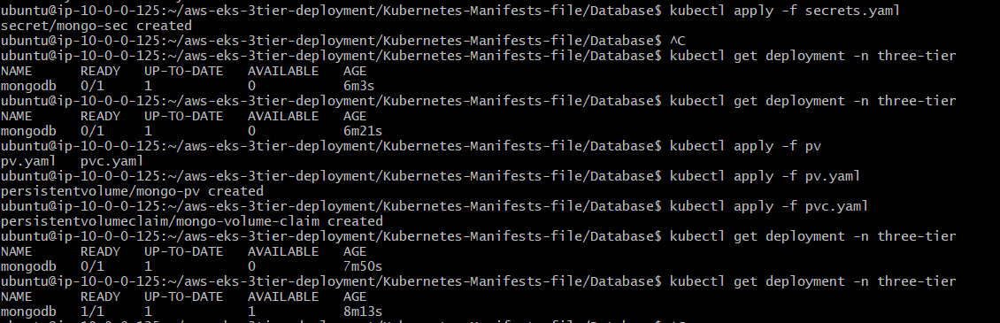 ubuntu@ip-10-0-0-125:~/aws-eks-3tier-deployment/Kubernetes-Manifests-file/Database$ kubectl apply -f secrets.yaml
secret/mongo-sec created
ubuntu@ip-10-0-0-125:~/aws-eks-3tier-deployment/Kubernetes-Manifests-file/Database$ ^C
ubuntu@ip-10-0-0-125:~/aws-eks-3tier-deployment/Kubernetes-Manifests-file/Database$ kubectl get deployment -n three-tier
NAME      READY   UP-TO-DATE   AVAILABLE   AGE
mongodb   0/1     1            0           6m3s
ubuntu@ip-10-0-0-125:~/aws-eks-3tier-deployment/Kubernetes-Manifests-file/Database$ kubectl get deployment -n three-tier
NAME      READY   UP-TO-DATE   AVAILABLE   AGE
mongodb   0/1     1            0           6m21s
ubuntu@ip-10-0-0-125:~/aws-eks-3tier-deployment/Kubernetes-Manifests-file/Database$ kubectl apply -f pv
pv.yaml   pvc.yaml
ubuntu@ip-10-0-0-125:~/aws-eks-3tier-deployment/Kubernetes-Manifests-file/Database$ kubectl apply -f pv.yaml
persistentvolume/mongo-pv created
ubuntu@ip-10-0-0-125:~/aws-eks-3tier-deployment/Kubernetes-Manifests-file/Database$ kubectl apply -f pvc.yaml
persistentvolumeclaim/mongo-volume-claim created
ubuntu@ip-10-0-0-125:~/aws-eks-3tier-deployment/Kubernetes-Manifests-file/Database$ kubectl get deployment -n three-tier
NAME      READY   UP-TO-DATE   AVAILABLE   AGE
mongodb   0/1     1            0           7m50s
ubuntu@ip-10-0-0-125:~/aws-eks-3tier-deployment/Kubernetes-Manifests-file/Database$ kubectl get deployment -n three-tier
NAME      READY   UP-TO-DATE   AVAILABLE   AGE
mongodb   1/1     1            1           8m13s